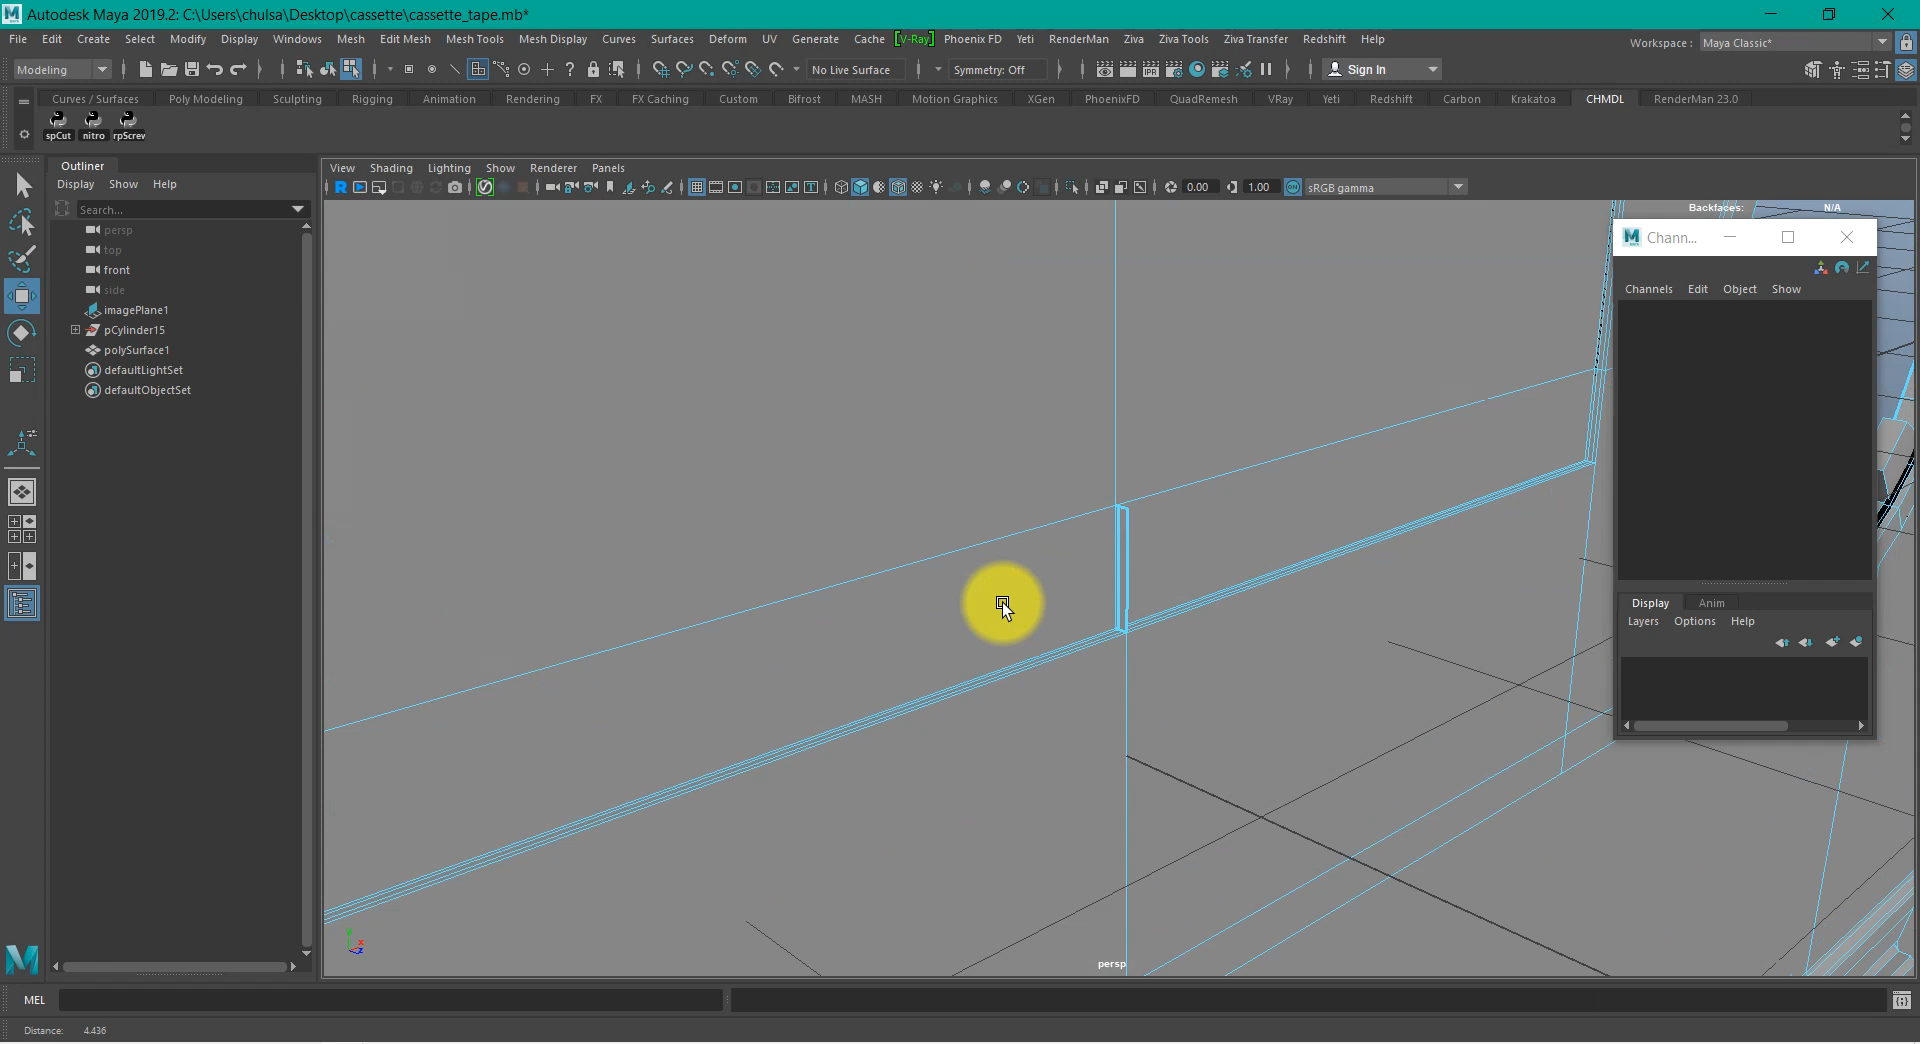 Autodesk Maya 2019.2: C:\Users\chulsa\Desktop\cassette\cassette_tape.mb*
File Edit Create Select Modify Display Windows Mesh Edit Mesh Mesh Tools Mesh Display Curves Surfaces Deform UV Generate Cache [V-Ray] Phoenix FD Yeti RenderMan Ziva Ziva Tools Ziva Transfer Redshift Help
Workspace : Maya Classic*
Modeling No Live Surface Symmetry: Off IPR Sign In
Curves / Surfaces Poly Modeling Sculpting Rigging Animation Rendering FX FX Caching Custom Bifrost MASH Motion Graphics XGen PhoenixFD QuadRemesh VRay Yeti Redshift Carbon Krakatoa CHMDL RenderMan 23.0
spCut nitro rpScrew
Outliner
Display Show Help
Search...
persp
top
front
side
imagePlane1
pCylinder15
polySurface1
defaultLightSet
defaultObjectSet
View Shading Lighting Show Renderer Panels
0.00 1.00 ON sRGB gamma
Backfaces: N/A
persp
Chann...
Channels Edit Object Show
Display Anim
Layers Options Help
MEL
Distance: 4.436